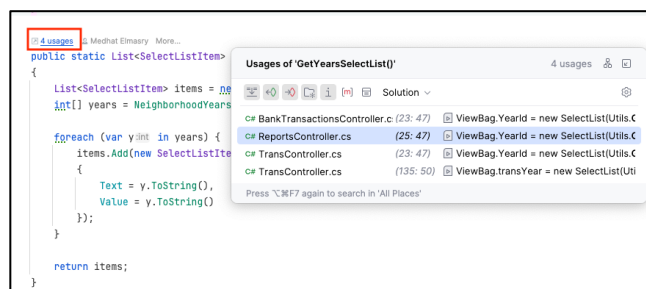 4 usages Medhat Elmasry More...
public static List<SelectListItem>
{
List<SelectListItem> items = ne
int[] years = NeighborhoodYears
foreach (var y:int in years) {
items.Add(new SelectListIte
{
Text = y.ToString(),
Value = y.ToString()
});
}
return items;
}
Usages of 'GetYearsSelectList()' 4 usages
Solution
C# BankTransactionsController.c (23: 47) ViewBag.YearId = new SelectList(Utils.G
C# ReportsController.cs (25: 47) ViewBag.YearId = new SelectList(Utils.G
C# TransController.cs (23: 47) ViewBag.YearId = new SelectList(Utils.G
C# TransController.cs (135: 50) ViewBag.transYear = new SelectList(Uti
Press ⌥⌘F7 again to search in 'All Places'